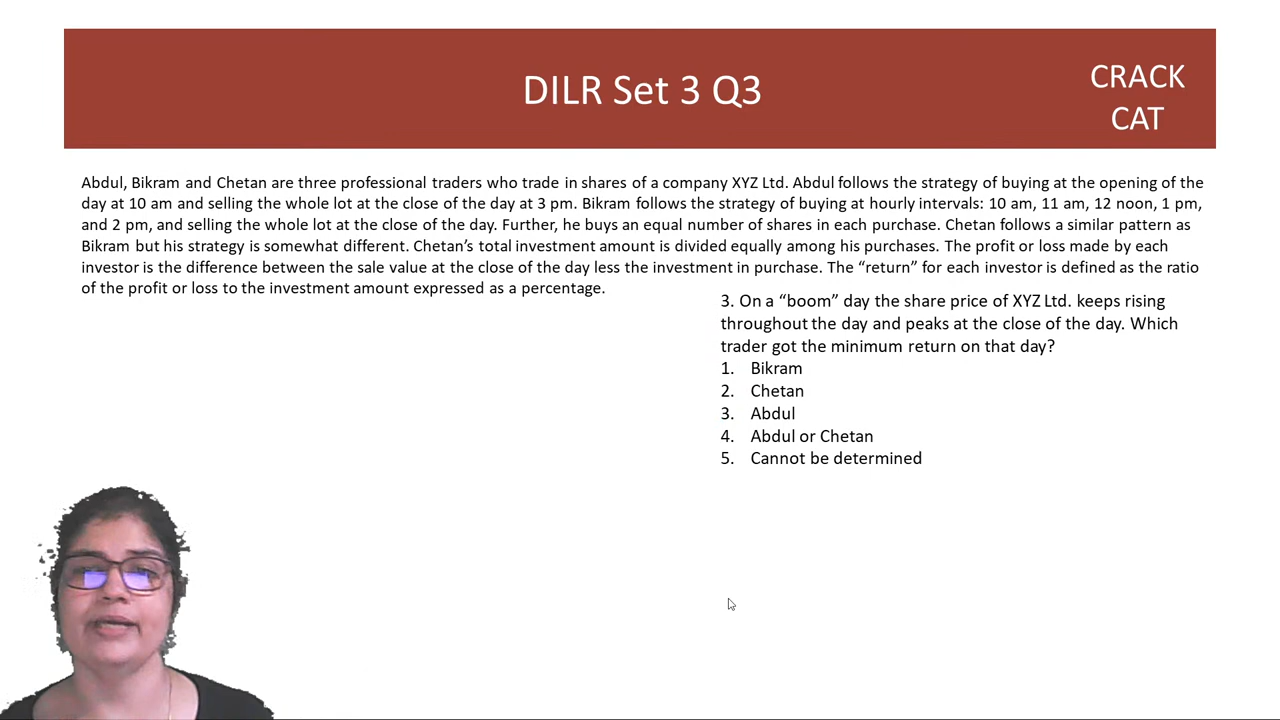 DILR Set 3 Q3
CRACK
CAT
Abdul, Bikram and Chetan are three professional traders who trade in shares of a company XYZ Ltd. Abdul follows the strategy of buying at the opening of the
day at 10 am and selling the whole lot at the close of the day at 3 pm. Bikram follows the strategy of buying at hourly intervals: 10 am, 11 am, 12 noon, 1 pm,
and 2 pm, and selling the whole lot at the close of the day. Further, he buys an equal number of shares in each purchase. Chetan follows a similar pattern as
Bikram but his strategy is somewhat different. Chetan’s total investment amount is divided equally among his purchases. The profit or loss made by each
investor is the difference between the sale value at the close of the day less the investment in purchase. The “return” for each investor is defined as the ratio
of the profit or loss to the investment amount expressed as a percentage.
3. On a “boom” day the share price of XYZ Ltd. keeps rising
throughout the day and peaks at the close of the day. Which
trader got the minimum return on that day?
1. Bikram
2. Chetan
3. Abdul
4. Abdul or Chetan
5. Cannot be determined